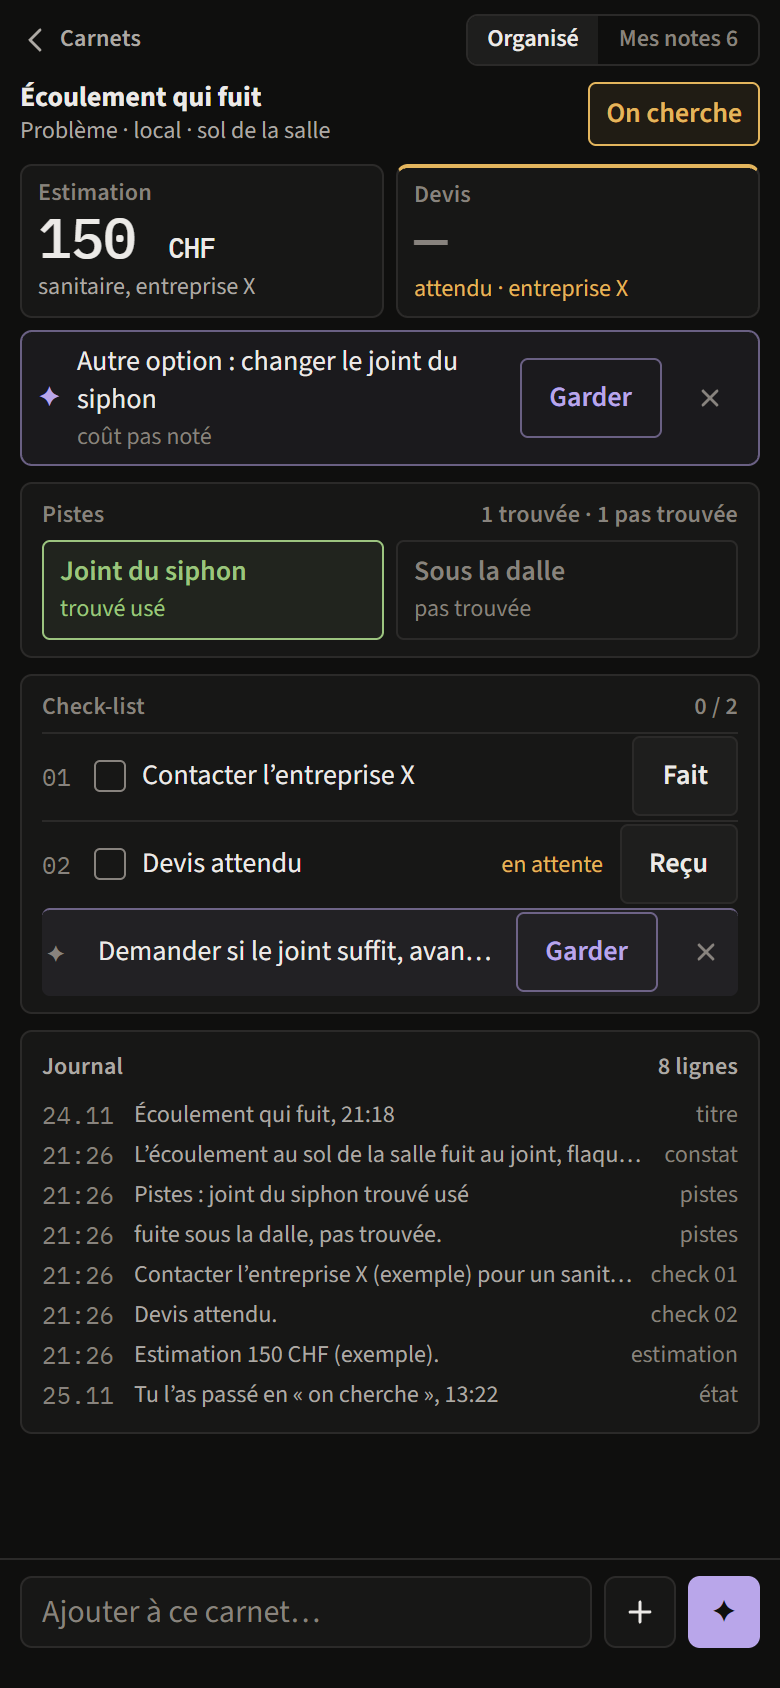 Carnets
Organisé
Mes notes 6
Écoulement qui fuit
Problème · local · sol de la salle
On cherche
Estimation
150 CHF
sanitaire, entreprise X
Devis
—
attendu · entreprise X
Autre option : changer le joint du
siphon
coût pas noté
Garder
Pistes
1 trouvée · 1 pas trouvée
Joint du siphon
trouvé usé
Sous la dalle
pas trouvée
Check-list
0 / 2
01 Contacter l’entreprise X
Fait
02 Devis attendu
en attente
Reçu
Demander si le joint suffit, avan…
Garder
Journal
8 lignes
24.11 Écoulement qui fuit, 21:18 titre
21:26 L’écoulement au sol de la salle fuit au joint, flaqu… constat
21:26 Pistes : joint du siphon trouvé usé pistes
21:26 fuite sous la dalle, pas trouvée. pistes
21:26 Contacter l’entreprise X (exemple) pour un sanit… check 01
21:26 Devis attendu. check 02
21:26 Estimation 150 CHF (exemple). estimation
25.11 Tu l’as passé en « on cherche », 13:22 état
Ajouter à ce carnet…